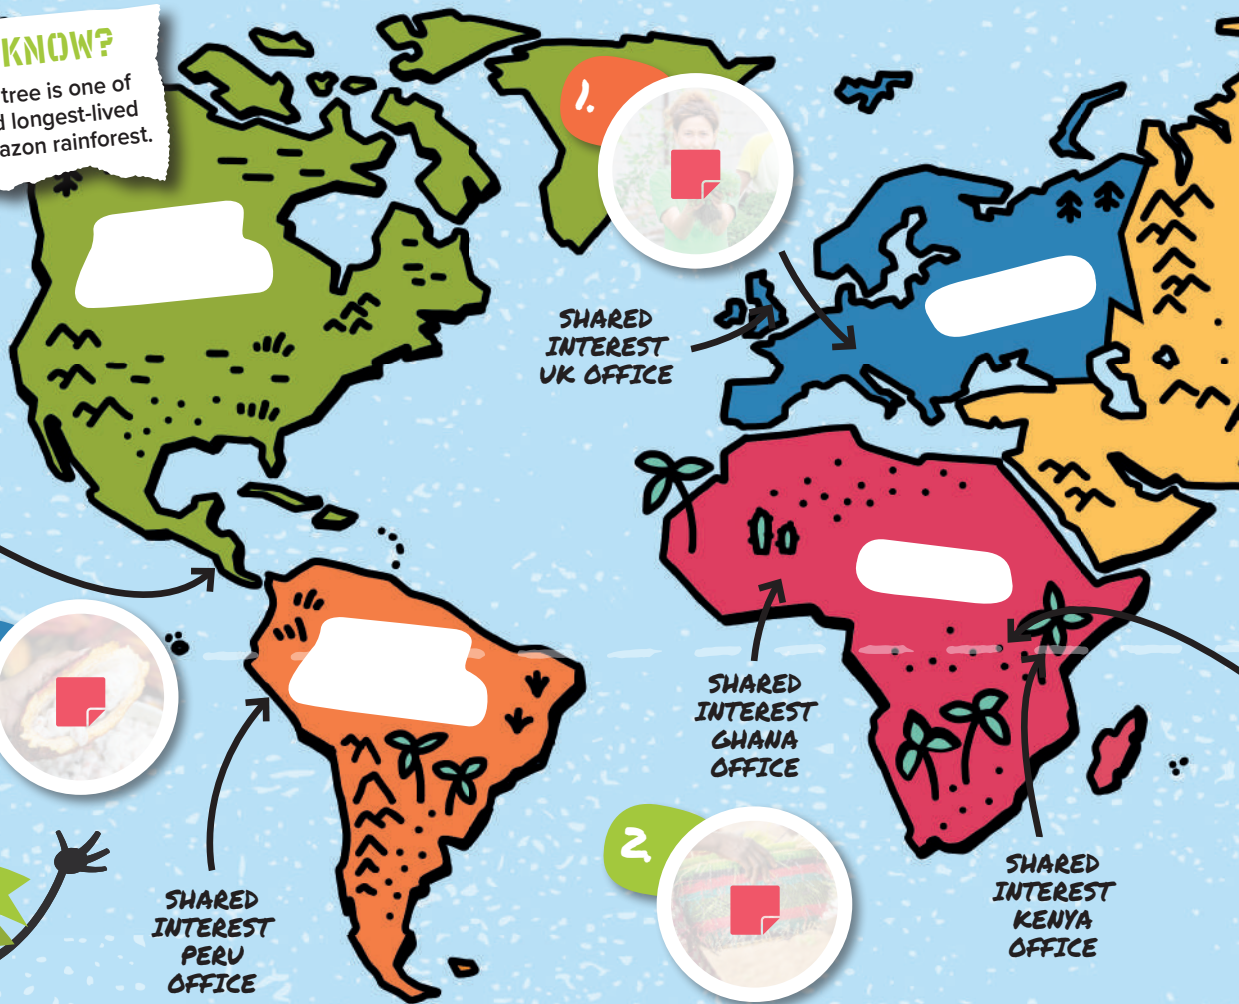 KNOW?
tree is one of
longest-lived
azon rainforest.
1.
SHARED
INTEREST
UK OFFICE
SHARED
INTEREST
GHANA
OFFICE
2.
SHARED
INTEREST
KENYA
OFFICE
SHARED
INTEREST
PERU
OFFICE